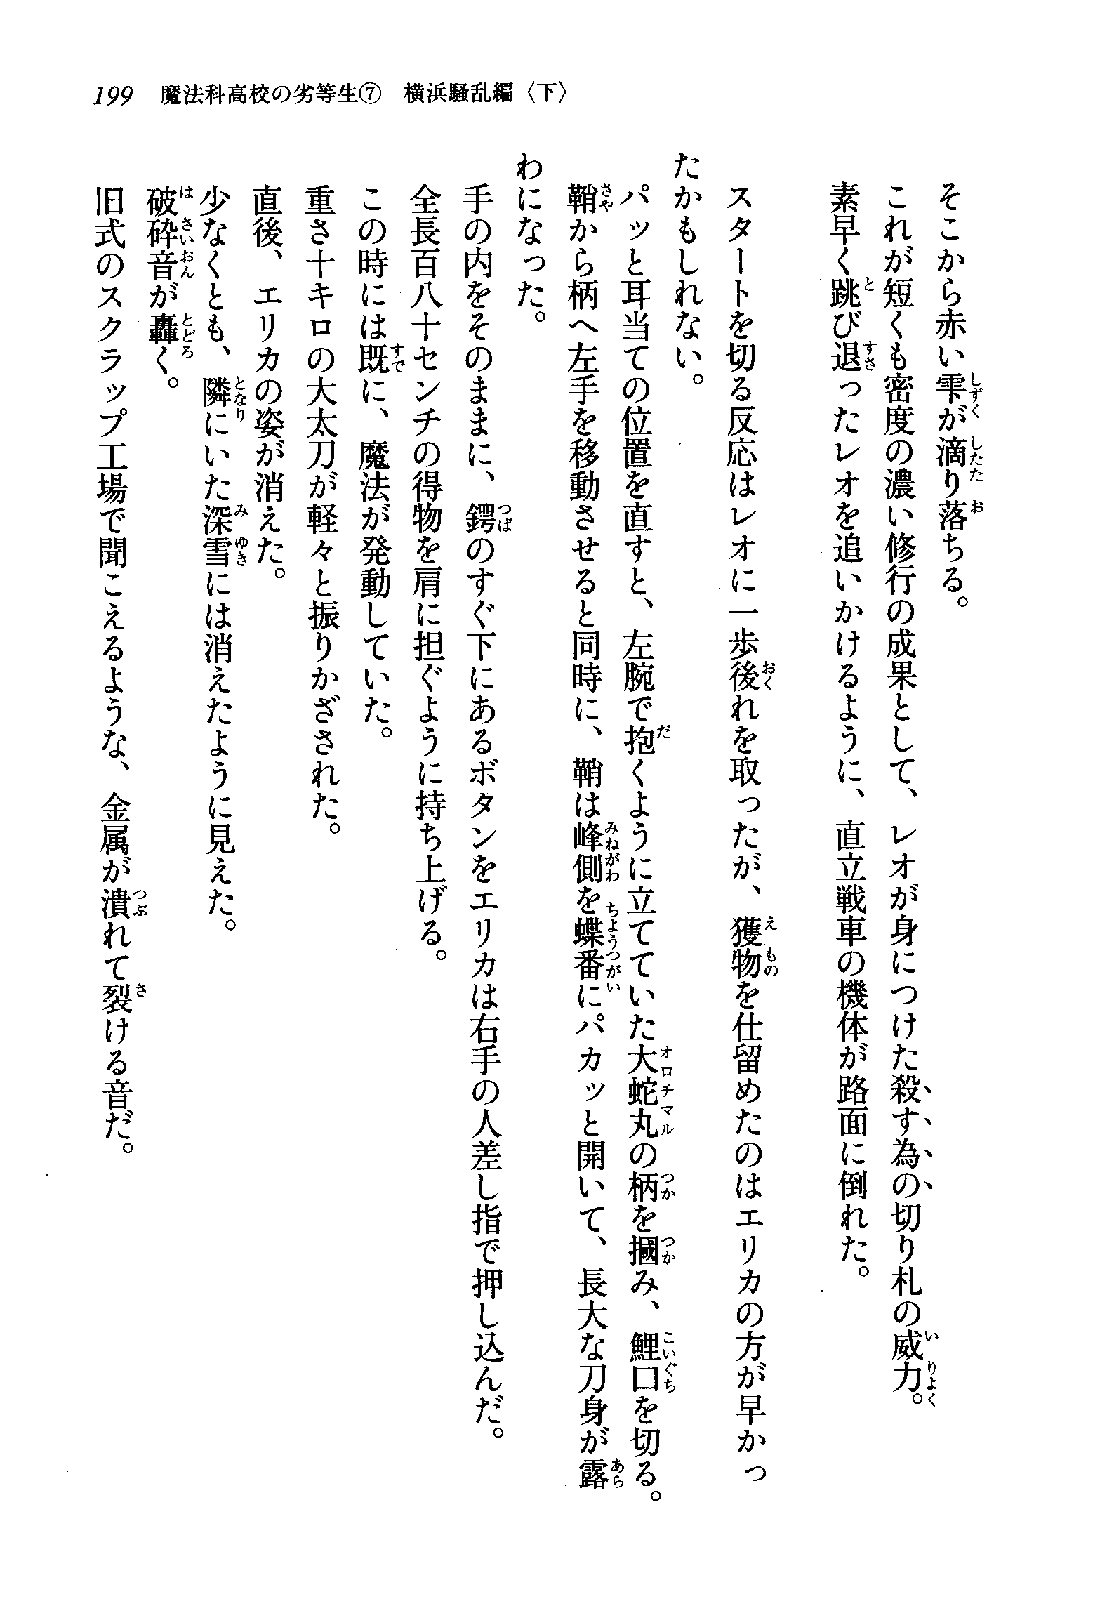 199 魔法科高校の劣等生⑦ 横浜騒乱編〈下〉
そこから赤い雫が滴り落ちる。
これが短くも密度の濃い修行の成果として、レオが身につけた殺す為の切り札の威力。
素早く跳び退ったレオを追いかけるように、直立戦車の機体が路面に倒れた。
スタートを切る反応はレオに一歩後れを取ったが、獲物を仕留めたのはエリカの方が早かっ
たかもしれない。
パッと耳当ての位置を直すと、左腕で抱くように立てていた大蛇丸の柄を摑み、鯉口を切る。
鞘から柄へ左手を移動させると同時に、鞘は峰側を蝶番にパカッと開いて、長大な刀身が露
わになった。
手の内をそのままに、鍔のすぐ下にあるボタンをエリカは右手の人差し指で押し込んだ。
全長百八十センチの得物を肩に担ぐように持ち上げる。
この時には既に、魔法が発動していた。
重さ十キロの大太刀が軽々と振りかざされた。
直後、エリカの姿が消えた。
少なくとも、隣にいた深雪には消えたように見えた。
破砕音が轟く。
旧式のスクラップ工場で聞こえるような、金属が潰れて裂ける音だ。